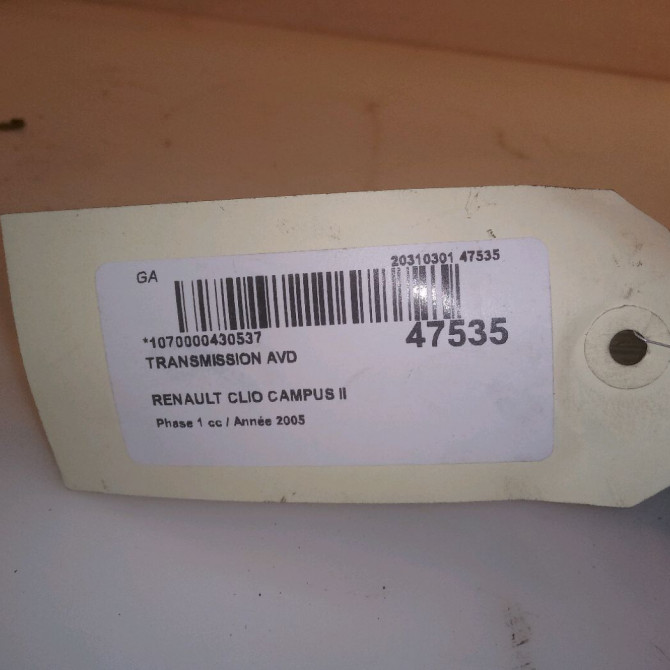 GA
20310301 47535
*1070000430537
47535
TRANSMISSION AVD
RENAULT CLIO CAMPUS II
Phase 1 cc / Année 2005